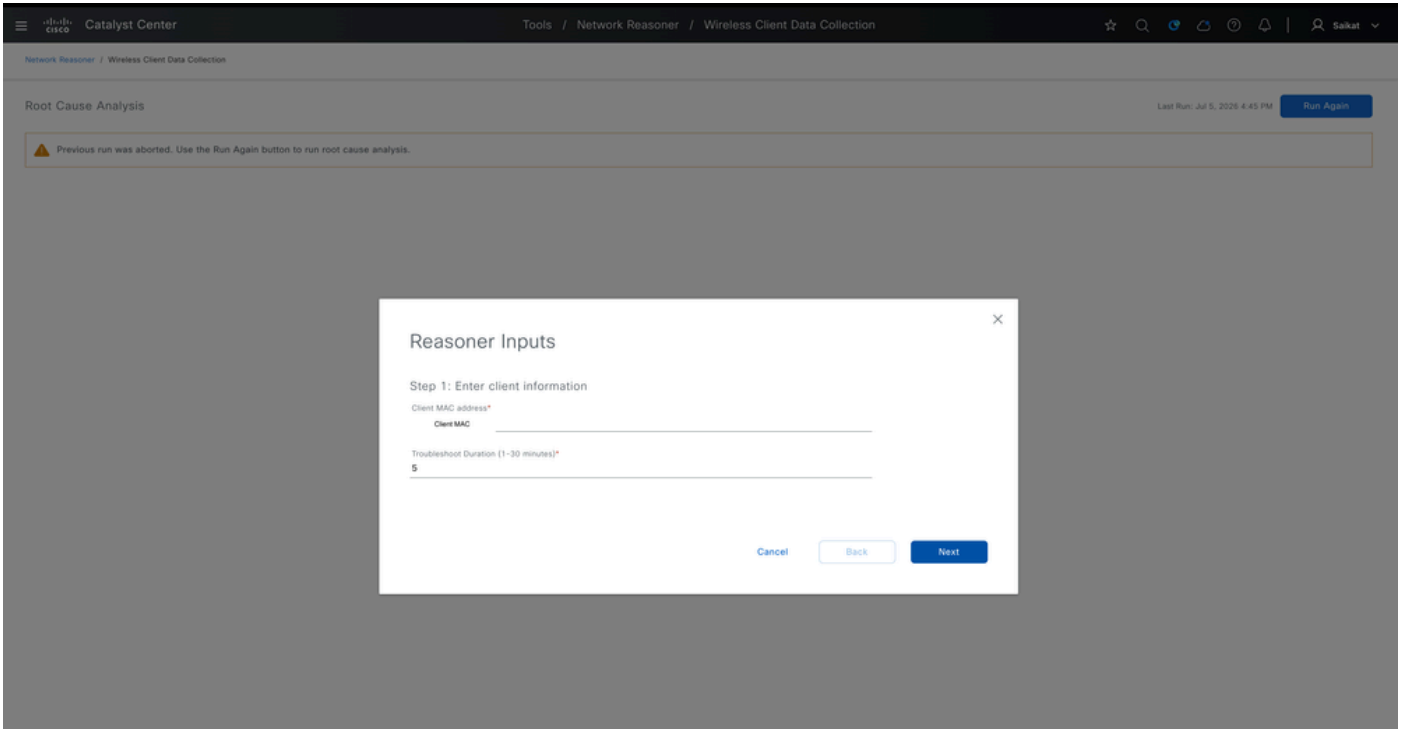 cisco Catalyst Center Tools / Network Reasoner / Wireless Client Data Collection Saikat
Network Reasoner / Wireless Client Data Collection
Root Cause Analysis Last Run: Jul 5, 2026 4:45 PM Run Again
Previous run was aborted. Use the Run Again button to run root cause analysis.
Reasoner Inputs
Step 1: Enter client information
Client MAC address*
Client MAC
Troubleshoot Duration (1-30 minutes)*
5
Cancel Back Next